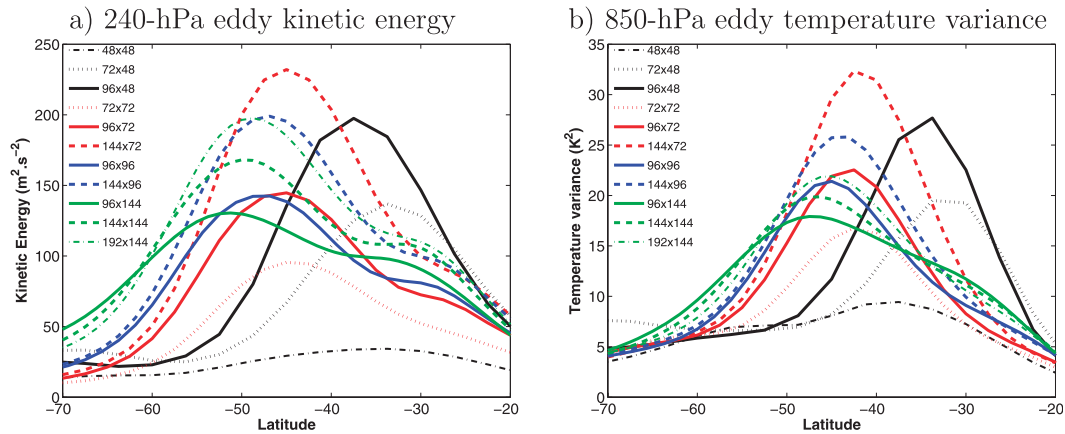 a) 240-hPa eddy kinetic energy
250
200
150
100
50
0
−70
−60
−50
−40
−30
−20
Kinetic Energy (m².s⁻²)
Latitude
48x48
72x48
96x48
72x72
96x72
144x72
96x96
144x96
96x144
144x144
192x144
b) 850-hPa eddy temperature variance
35
30
25
20
15
10
5
0
−70
−60
−50
−40
−30
−20
Temperature variance (K²)
Latitude
48x48
72x48
96x48
72x72
96x72
144x72
96x96
144x96
96x144
144x144
192x144